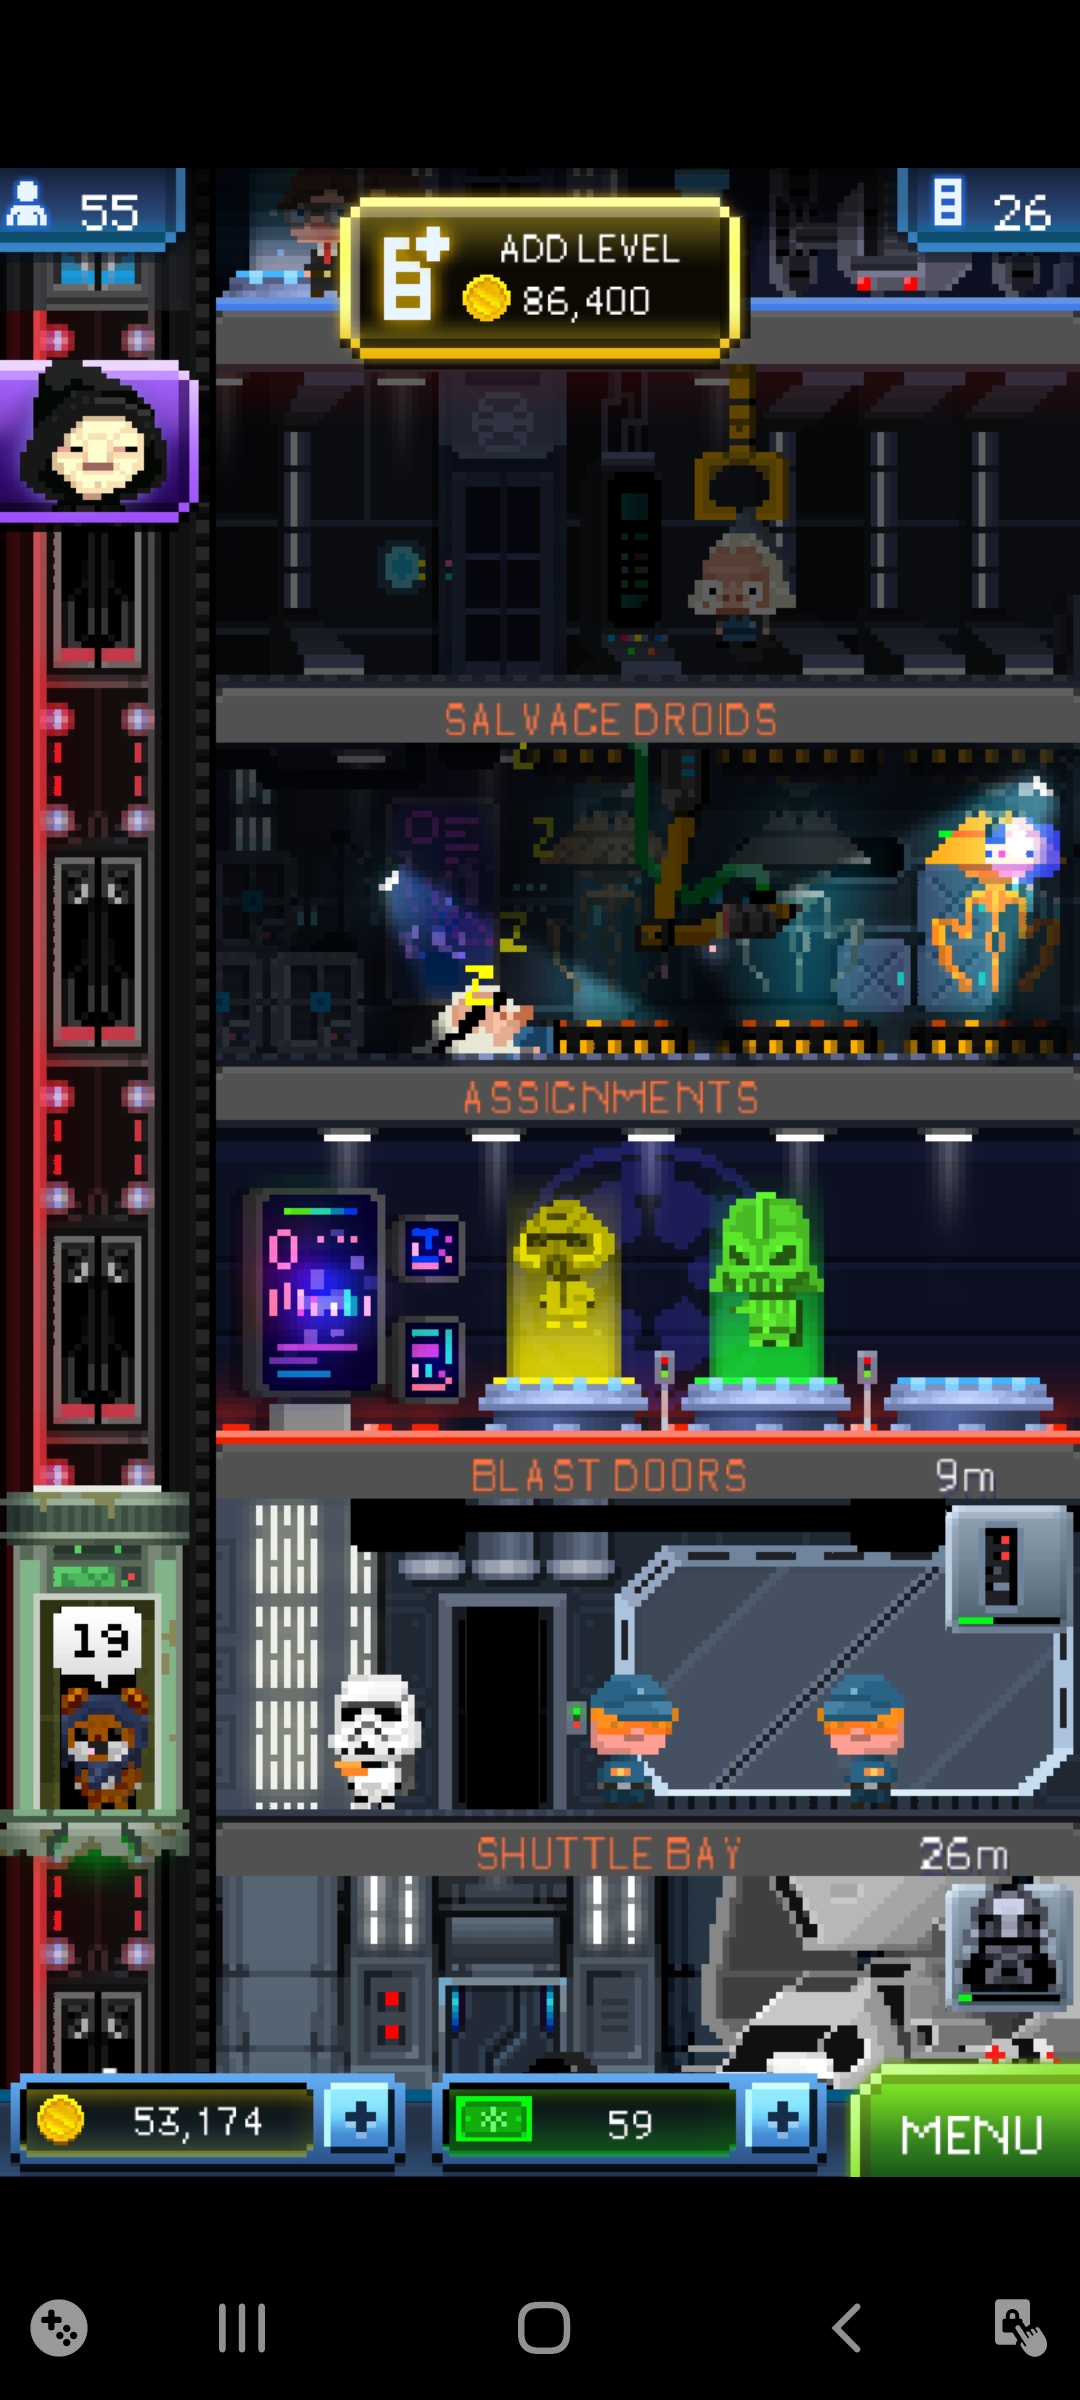 55
26
ADD LEVEL
86,400
SALVAGE DROIDS
Z
Z
Z
ASSIGNMENTS
BLAST DOORS 9m
19
SHUTTLE BAY 26m
53,174
59
MENU